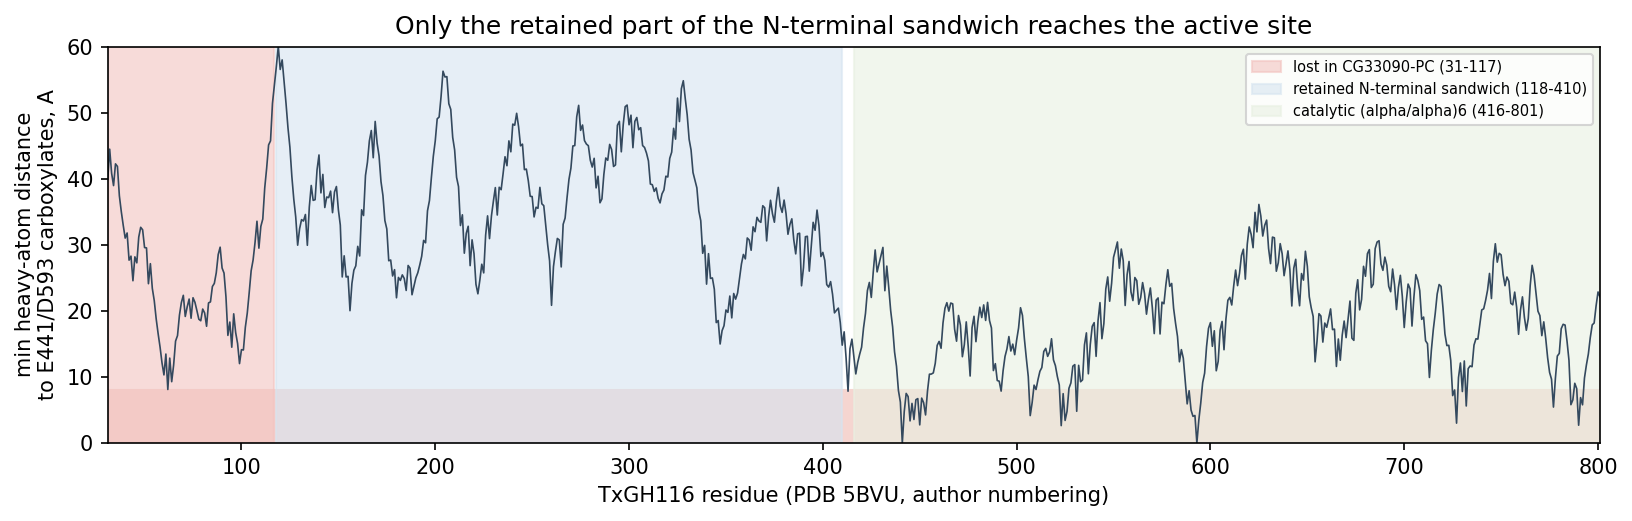 Only the retained part of the N-terminal sandwich reaches the active site
min heavy-atom distance
to E441/D593 carboxylates, A
60
50
40
30
20
10
0
lost in CG33090-PC (31-117)
retained N-terminal sandwich (118-410)
catalytic (alpha/alpha)6 (416-801)
100
200
300
400
500
600
700
800
TxGH116 residue (PDB 5BVU, author numbering)